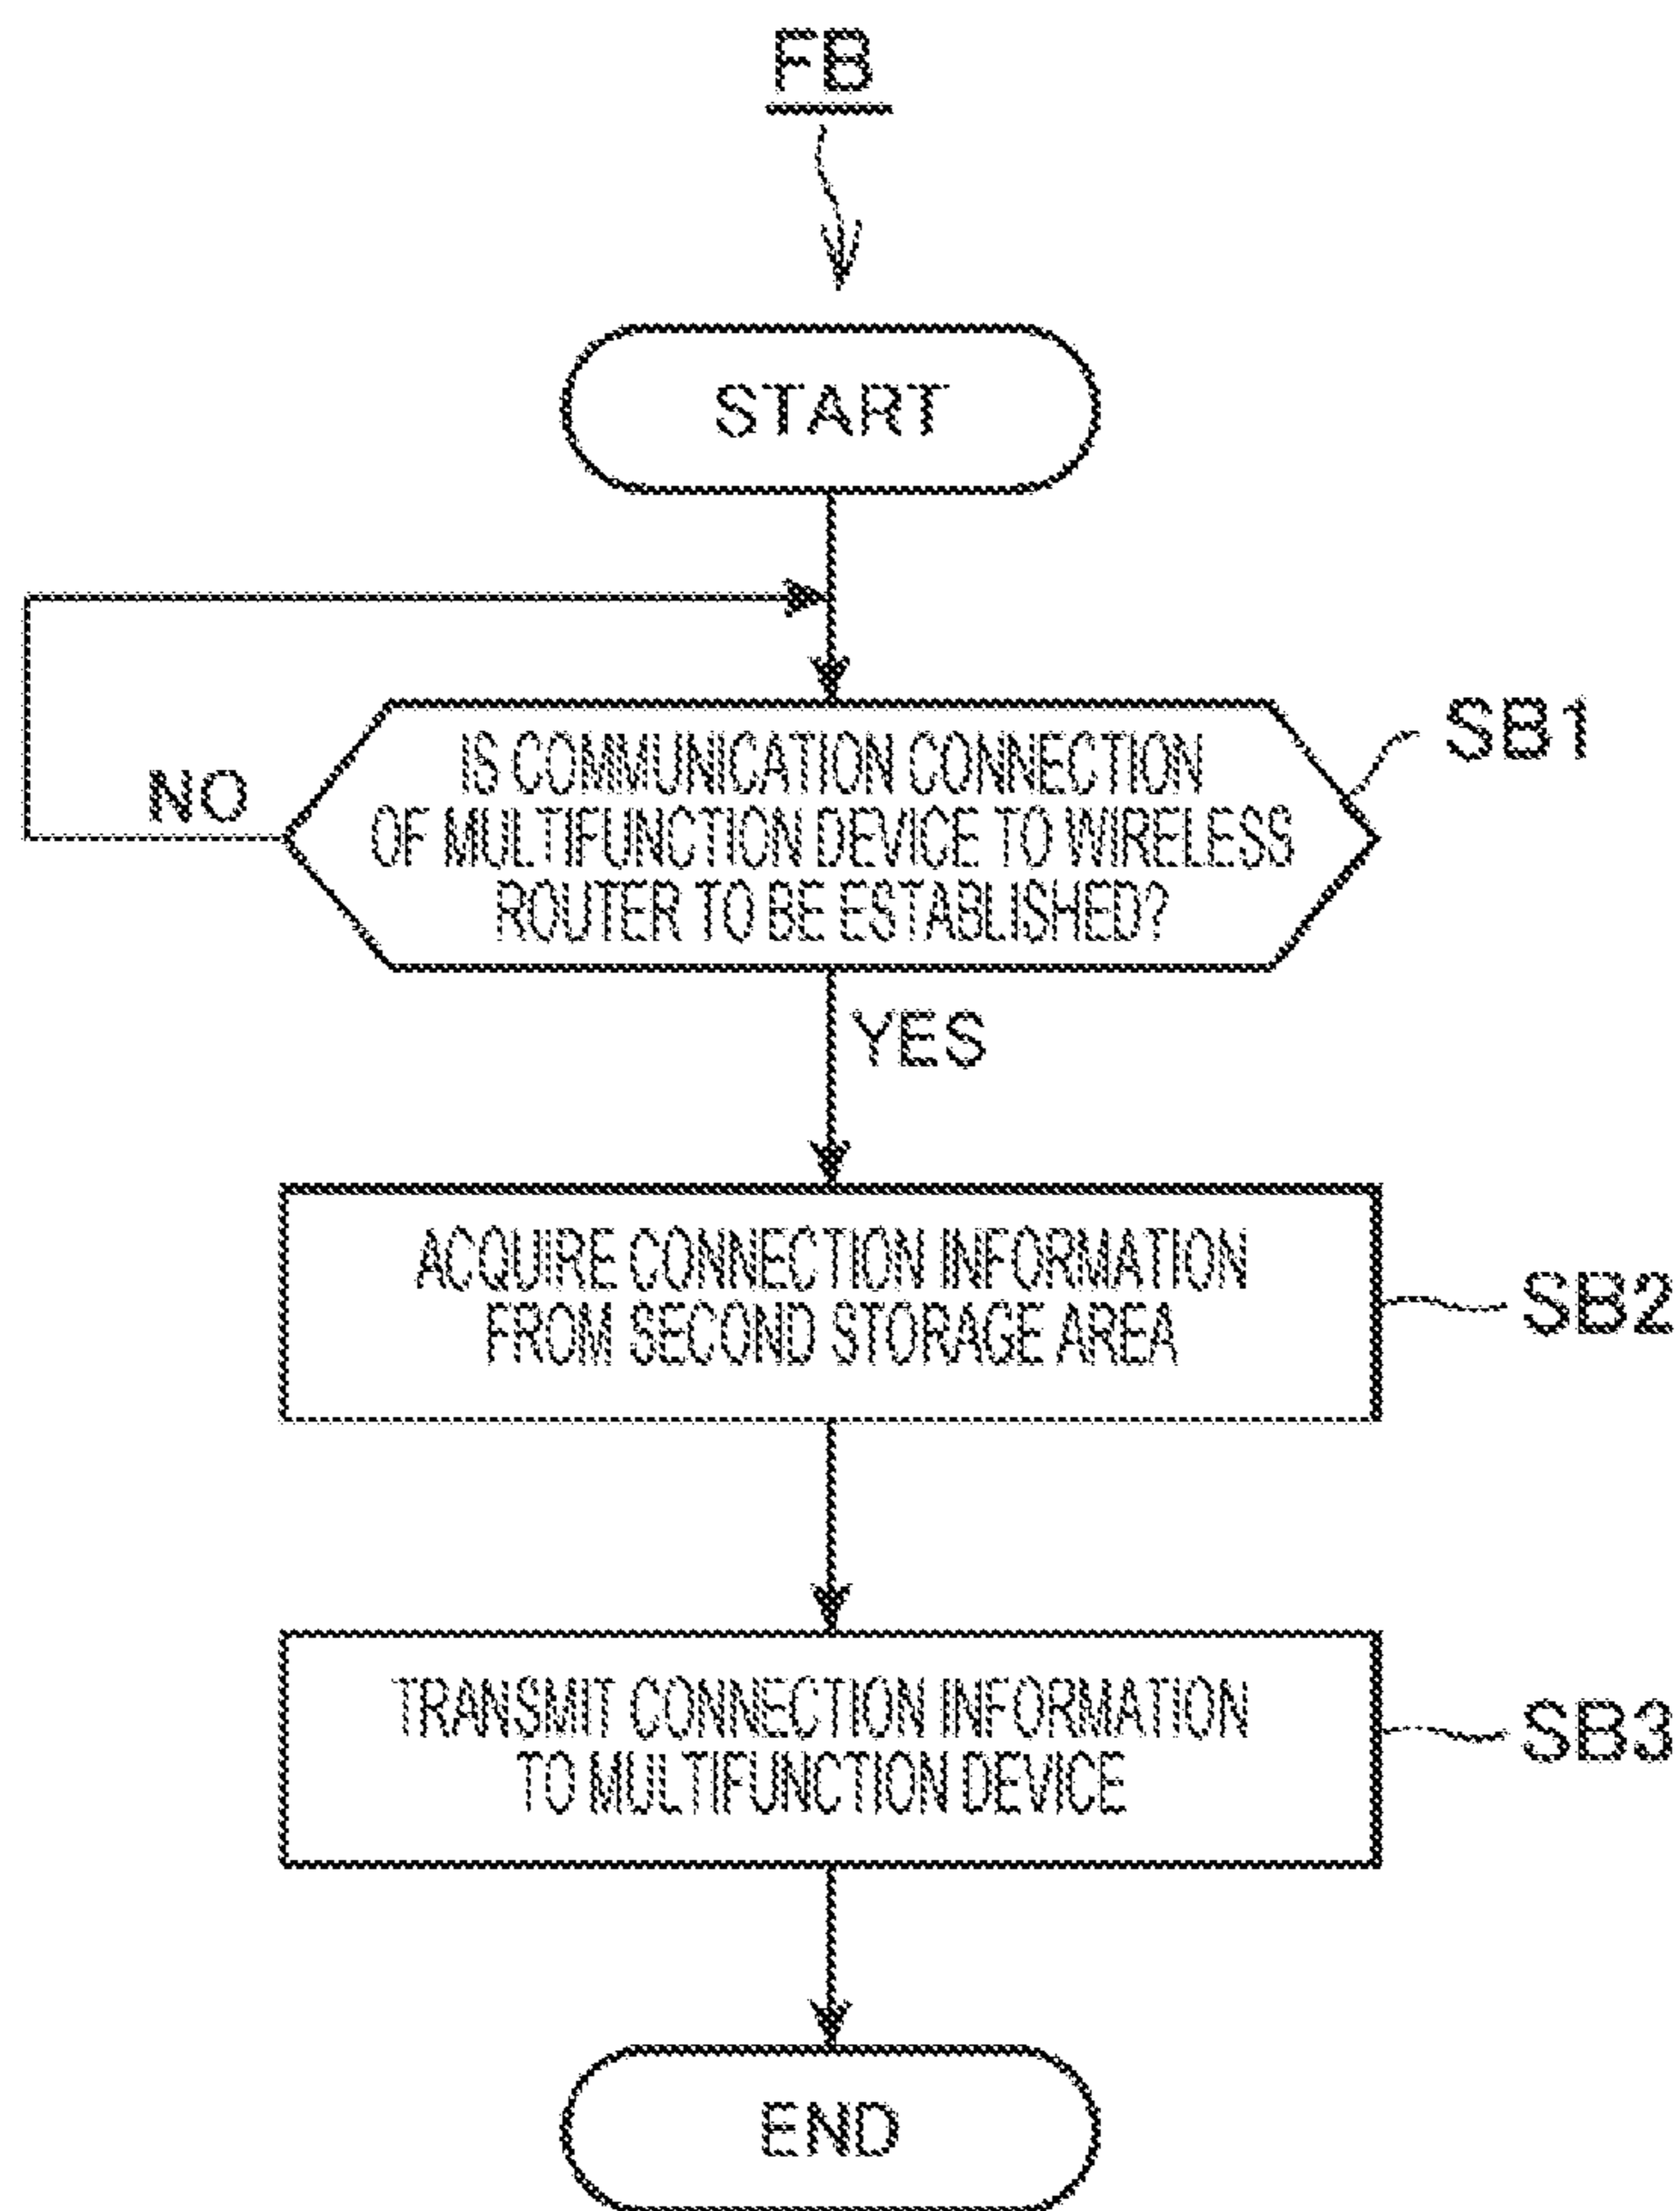 FB
START
IS COMMUNICATION CONNECTION
OF MULTIFUNCTION DEVICE TO WIRELESS
ROUTER TO BE ESTABLISHED?
SB1
NO
YES
ACQUIRE CONNECTION INFORMATION
FROM SECOND STORAGE AREA
SB2
TRANSMIT CONNECTION INFORMATION
TO MULTIFUNCTION DEVICE
SB3
END